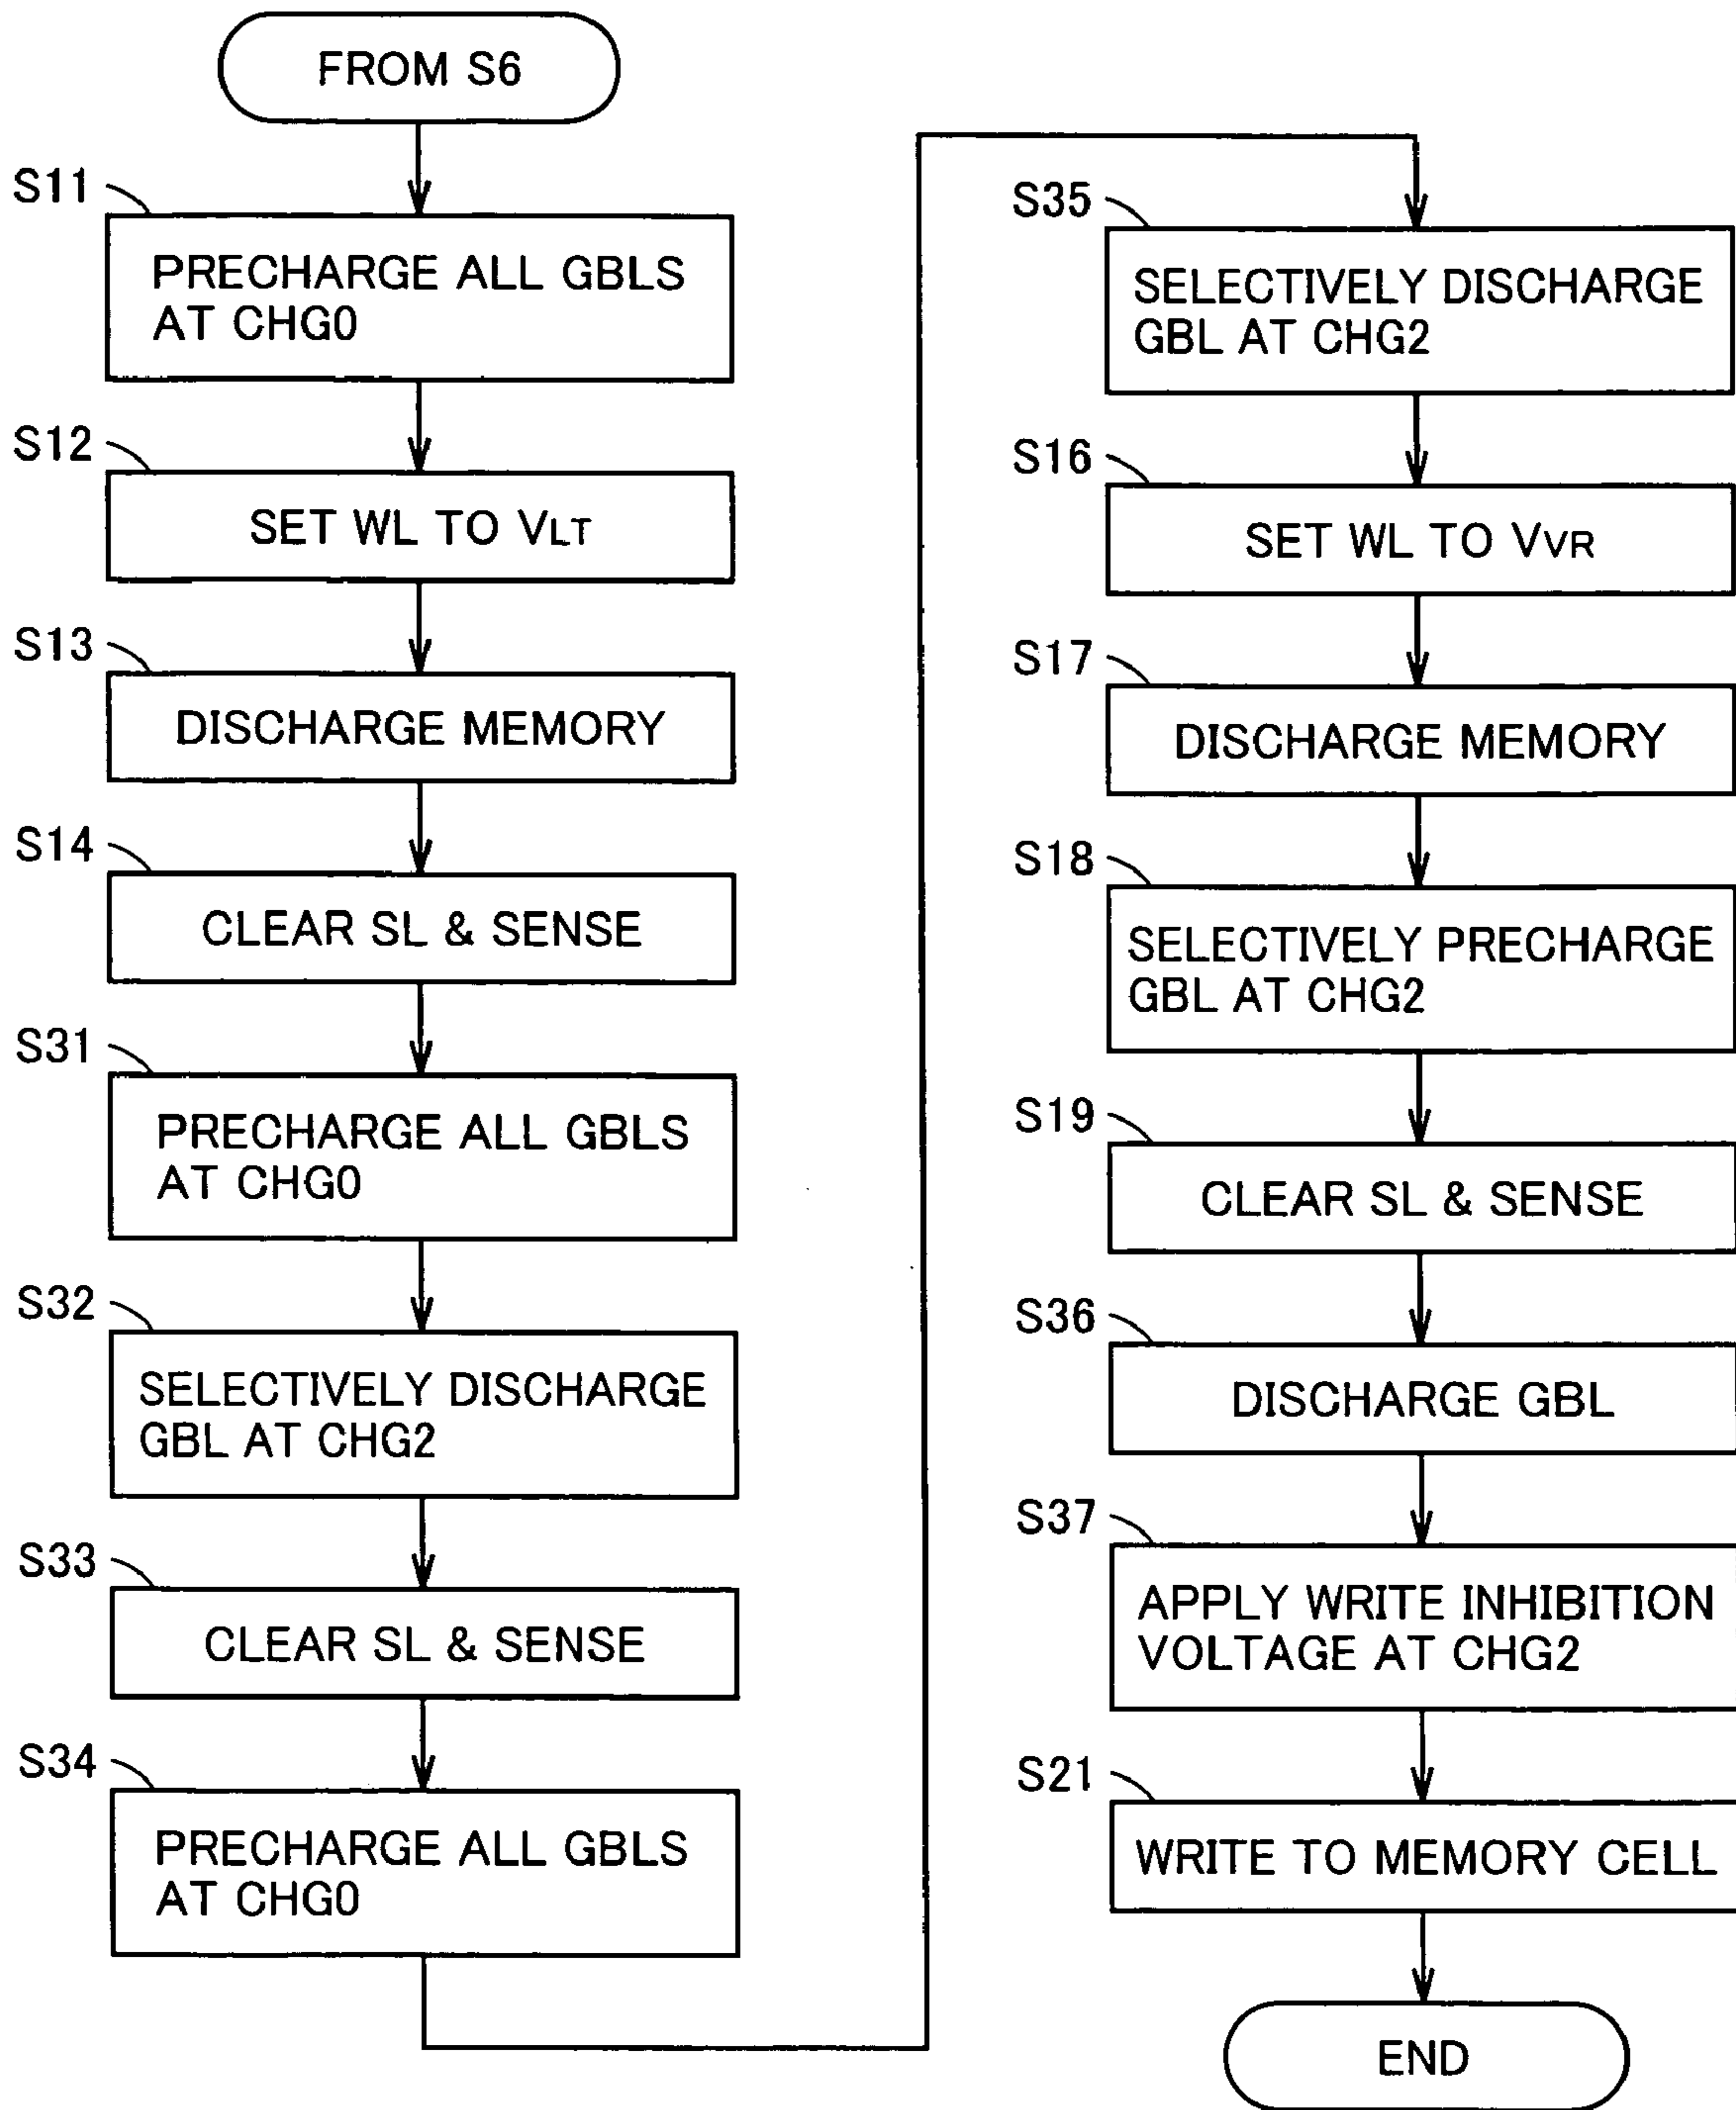 FROM S6
S11
PRECHARGE ALL GBLS
AT CHG0
S12
SET WL TO VLT
S13
DISCHARGE MEMORY
S14
CLEAR SL & SENSE
S31
PRECHARGE ALL GBLS
AT CHG0
S32
SELECTIVELY DISCHARGE
GBL AT CHG2
S33
CLEAR SL & SENSE
S34
PRECHARGE ALL GBLS
AT CHG0
S35
SELECTIVELY DISCHARGE
GBL AT CHG2
S16
SET WL TO VVR
S17
DISCHARGE MEMORY
S18
SELECTIVELY PRECHARGE
GBL AT CHG2
S19
CLEAR SL & SENSE
S36
DISCHARGE GBL
S37
APPLY WRITE INHIBITION
VOLTAGE AT CHG2
S21
WRITE TO MEMORY CELL
END